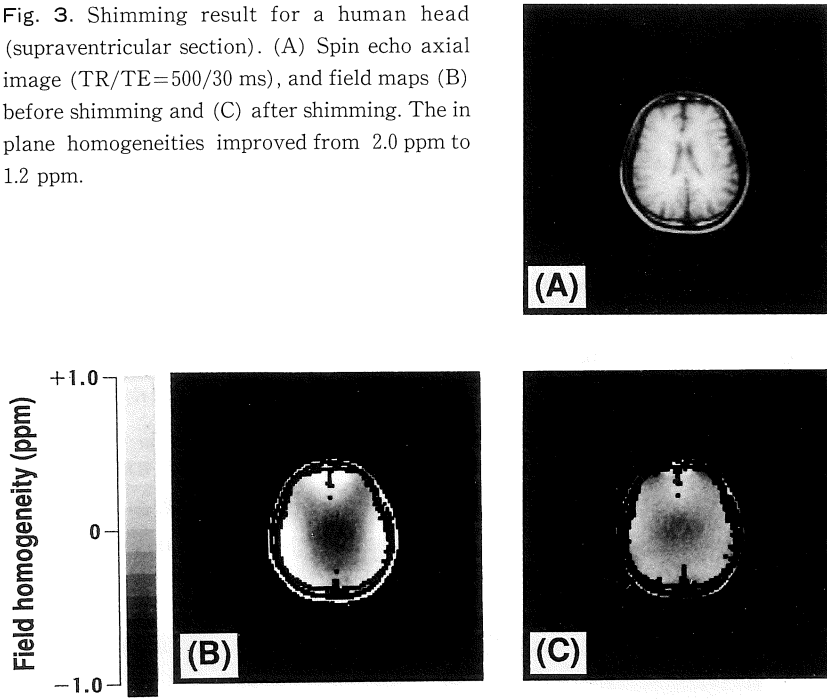 Fig. 3. Shimming result for a human head
(supraventricular section). (A) Spin echo axial
image (TR/TE=500/30 ms), and field maps (B)
before shimming and (C) after shimming. The in
plane homogeneities improved from 2.0 ppm to
1.2 ppm.
(A)
+1.0
0
−1.0
Field homogeneity (ppm)
(B)
(C)